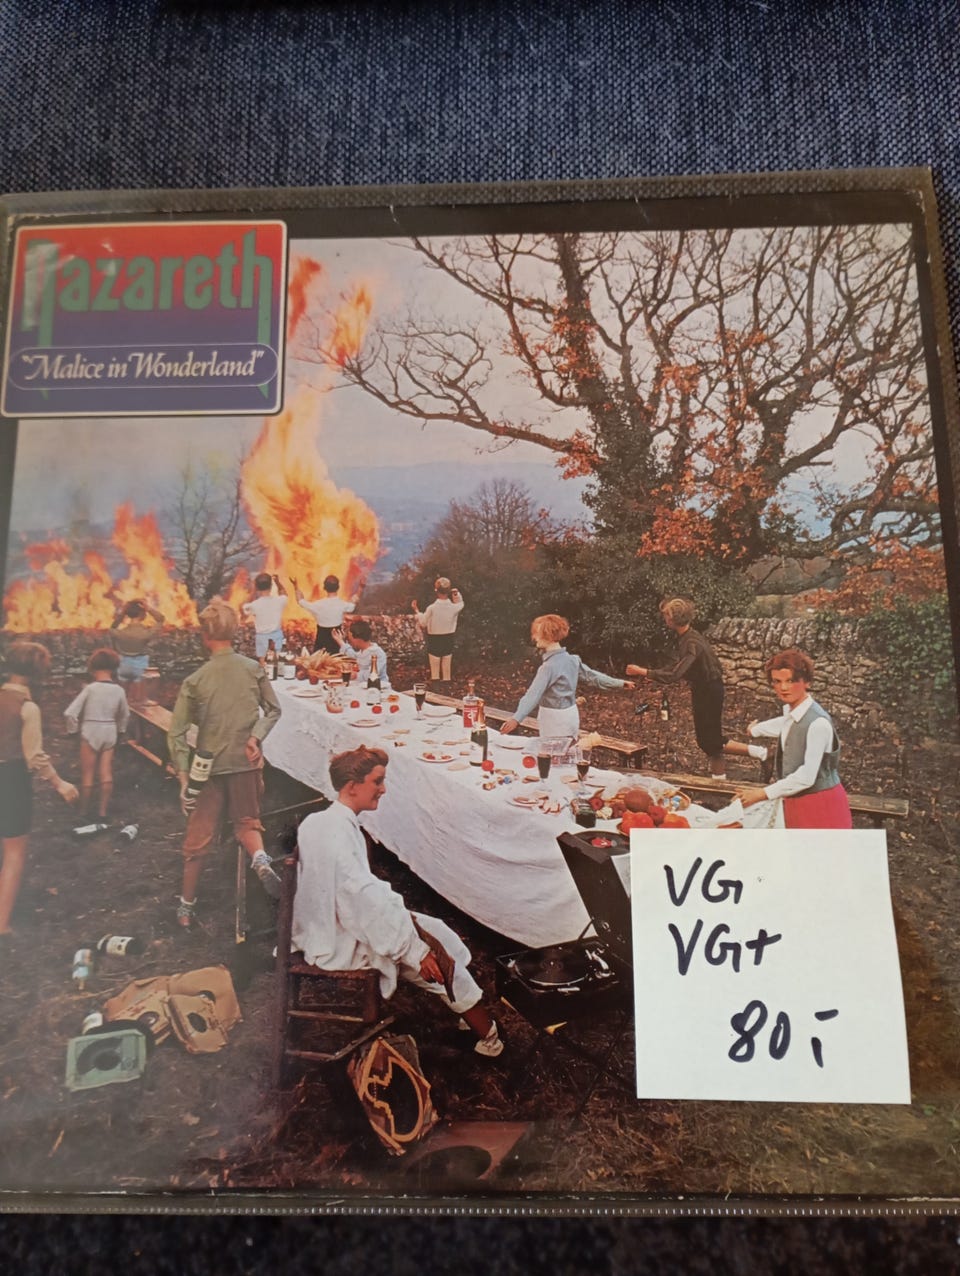 Nazareth
"Malice in Wonderland"
VG
VG+
80;-